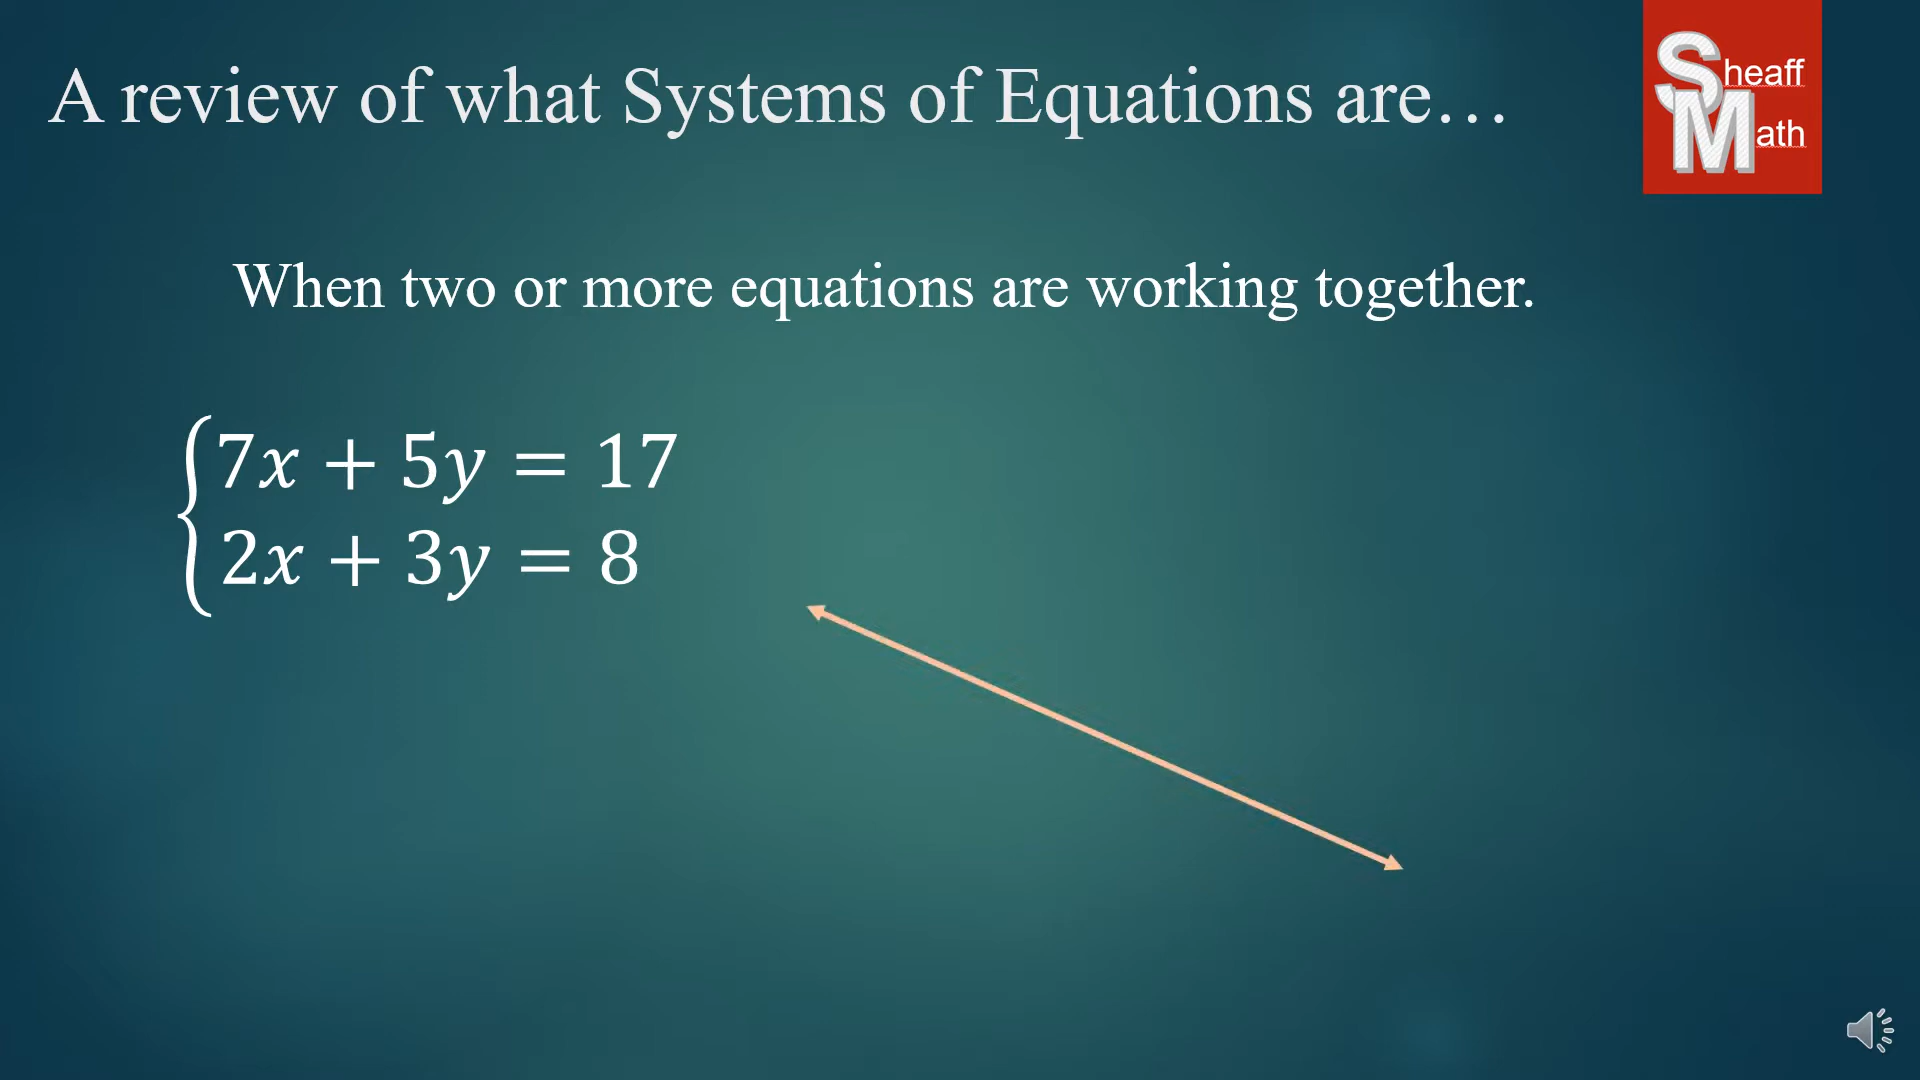 A review of what Systems of Equations are…
Sheaff
Math
When two or more equations are working together.
7x + 5y = 17
2x + 3y = 8